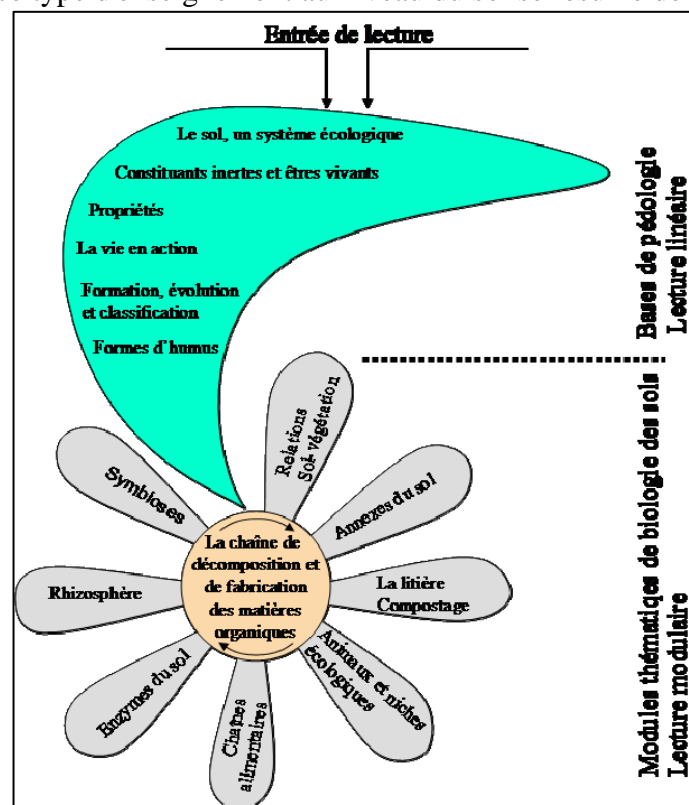 Entrée de lecture
Le sol, un système écologique
Constituants inertes et êtres vivants
Propriétés
La vie en action
Formation, évolution
et classification
Formes d'humus
Bases de pédologie
Lecture linéaire
Relations
Sol- végétation
Annexes du sol
La litière
Compostage
Animaux et niches
écologiques
Chaînes
alimentaires
Enzymes du sol
Rhizosphère
Symbioses
La chaîne de
décomposition et
de fabrication
des matières
organiques
Modules thématiqes de biologie des sols
Lecture modulaire